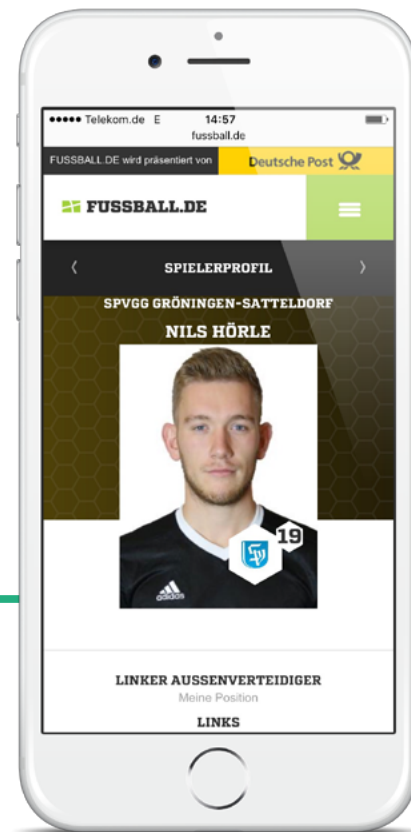 Telekom.de E 14:57
fussball.de
FUSSBALL.DE wird präsentiert von Deutsche Post
FUSSBALL.DE
SPIELERPROFIL
SPVGG GRÖNINGEN-SATTELDORF
NILS HÖRLE
19
adidas
LINKER AUSSENVERTEIDIGER
Meine Position
LINKS